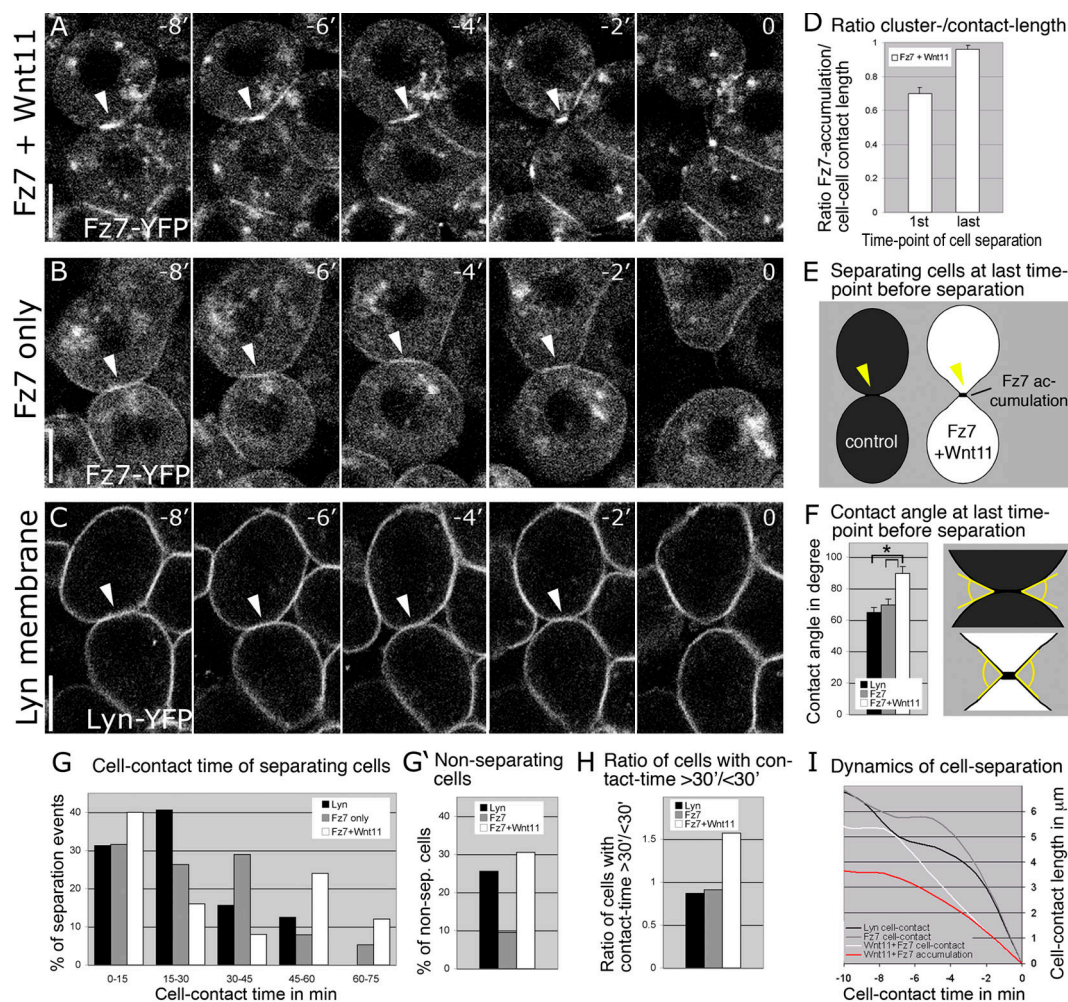 A
-8′
-6′
-4′
-2′
0
Fz7 + Wnt11
Fz7-YFP
B
-8′
-6′
-4′
-2′
0
Fz7 only
Fz7-YFP
C
-8′
-6′
-4′
-2′
0
Lyn membrane
Lyn-YFP
D Ratio cluster-/contact-length
Ratio Fz7-accumulation/
cell-cell contact length
1
0.8
0.6
0.4
0.2
0
Fz7 + Wnt11
1st last
Time-point of cell separation
E Separating cells at last time-
point before separation
control
Fz7
+Wnt11
Fz7 ac-
cumulation
F Contact angle at last time-
point before separation
Contact angle in degree
100
80
60
40
20
0
*
Lyn
Fz7
Fz7+Wnt11
G Cell-contact time of separating cells
% of separation events
40
30
20
10
0
Lyn
Fz7 only
Fz7+Wnt11
0-15 15-30 30-45 45-60 60-75
Cell-contact time in min
G‵ Non-separating
cells
% of non-sep. cells
40
30
20
10
0
Lyn
Fz7
Fz7+Wnt11
H Ratio of cells with con-
tact-time >30′/<30′
Ratio of cells with
contact-time >30′/<30′
1.5
1
0.5
0
Lyn
Fz7
Fz7+Wnt11
I Dynamics of cell-separation
6
5
4
3
2
1
0
Cell-contact length in µm
Lyn cell-contact
Fz7 cell-contact
Wnt11+Fz7 cell-contact
Wnt11+Fz7 accumulation
-10 -8 -6 -4 -2 0
Cell-contact time in min